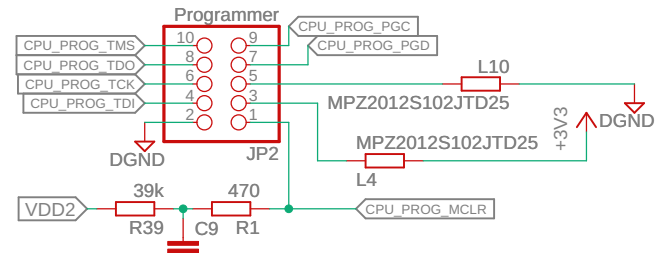 Programmer
CPU_PROG_TMS 10 9 CPU_PROG_PGC
CPU_PROG_TDO 8 7 CPU_PROG_PGD
CPU_PROG_TCK 6 5 L10
MPZ2012S102JTD25
CPU_PROG_TDI 4 3
2 1
+3V3
DGND
MPZ2012S102JTD25
DGND
JP2
L4
39k 470
VDD2 CPU_PROG_MCLR
R39 C9 R1